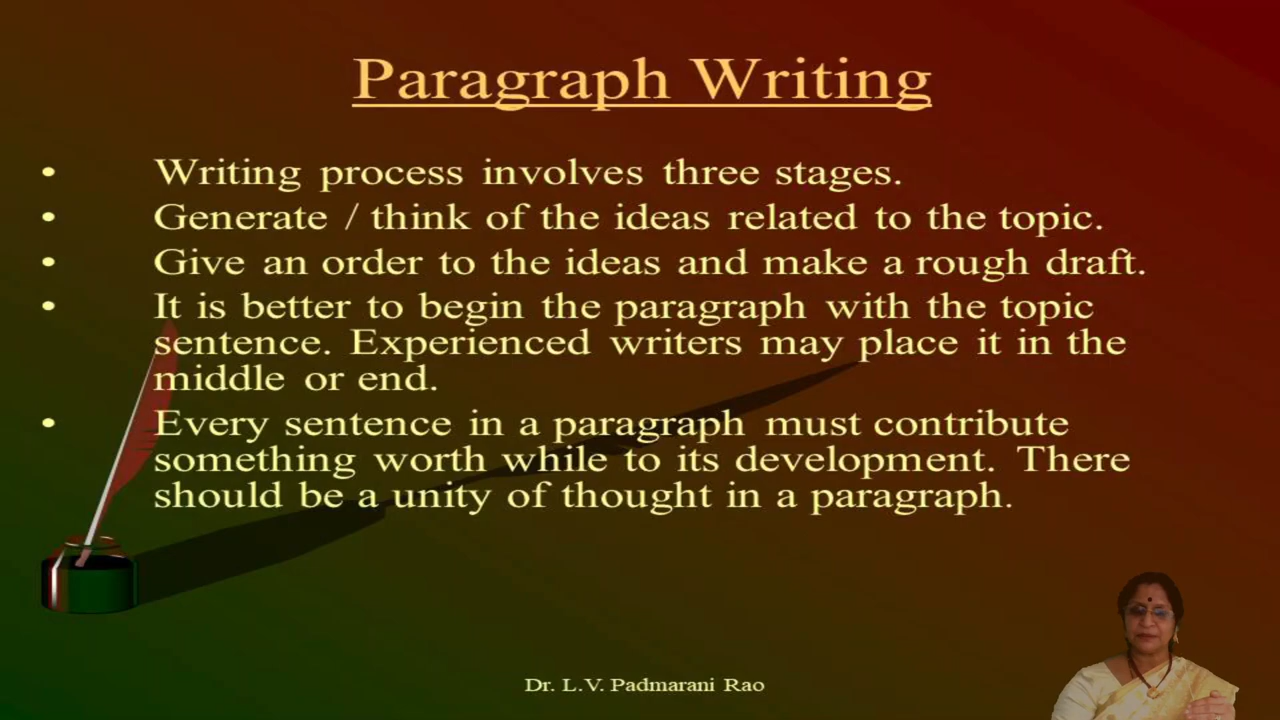 Paragraph Writing
• Writing process involves three stages.
• Generate / think of the ideas related to the topic.
• Give an order to the ideas and make a rough draft.
• It is better to begin the paragraph with the topic
sentence. Experienced writers may place it in the
middle or end.
• Every sentence in a paragraph must contribute
something worth while to its development. There
should be a unity of thought in a paragraph.
Dr. L.V. Padmarani Rao